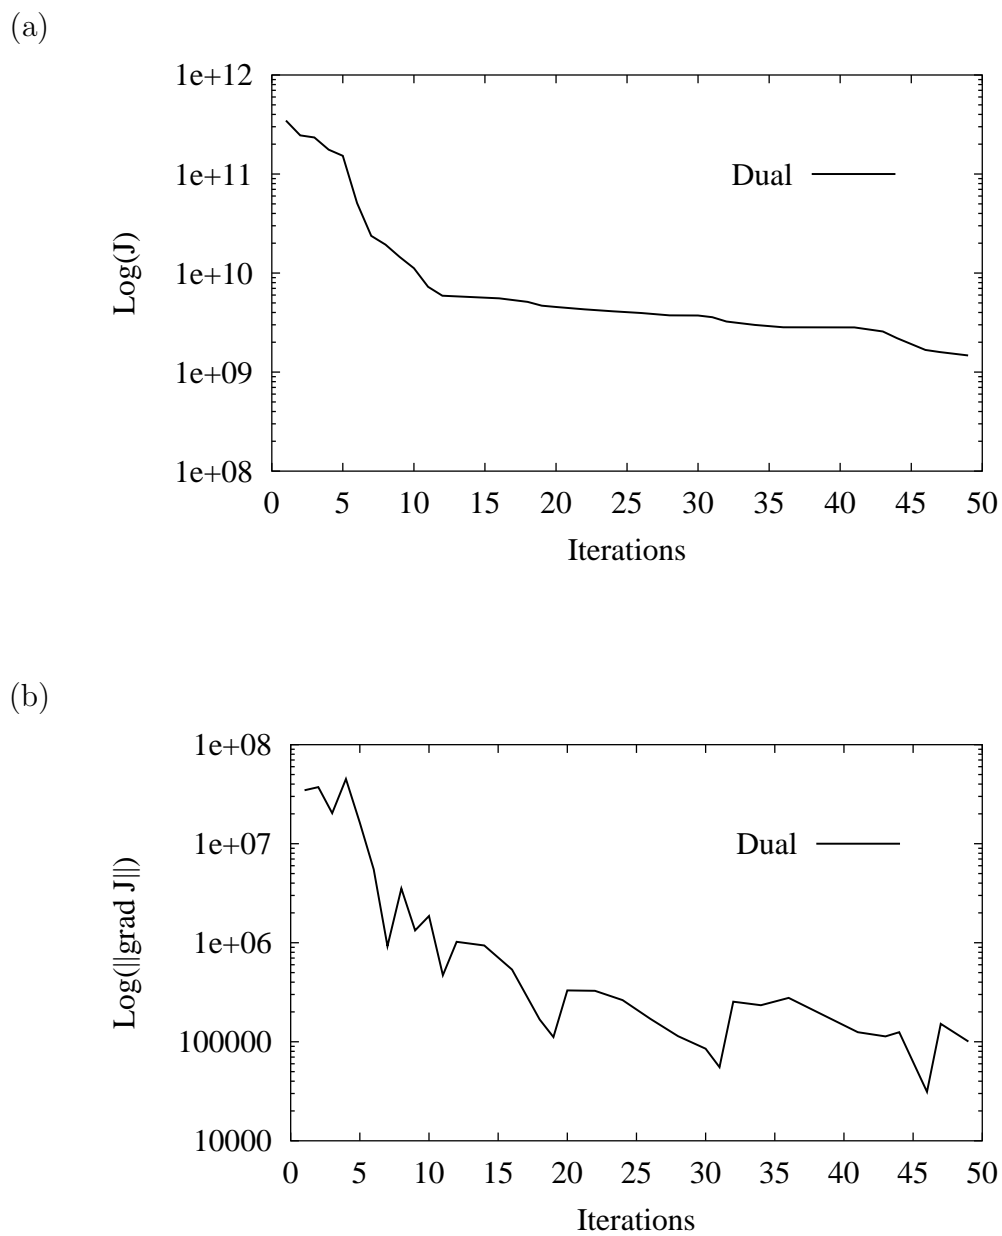 (a)
1e+12
1e+11
1e+10
1e+09
1e+08
Log(J)
Dual
0 5 10 15 20 25 30 35 40 45 50
Iterations
(b)
1e+08
1e+07
1e+06
100000
10000
Log(||grad J||)
Dual
0 5 10 15 20 25 30 35 40 45 50
Iterations